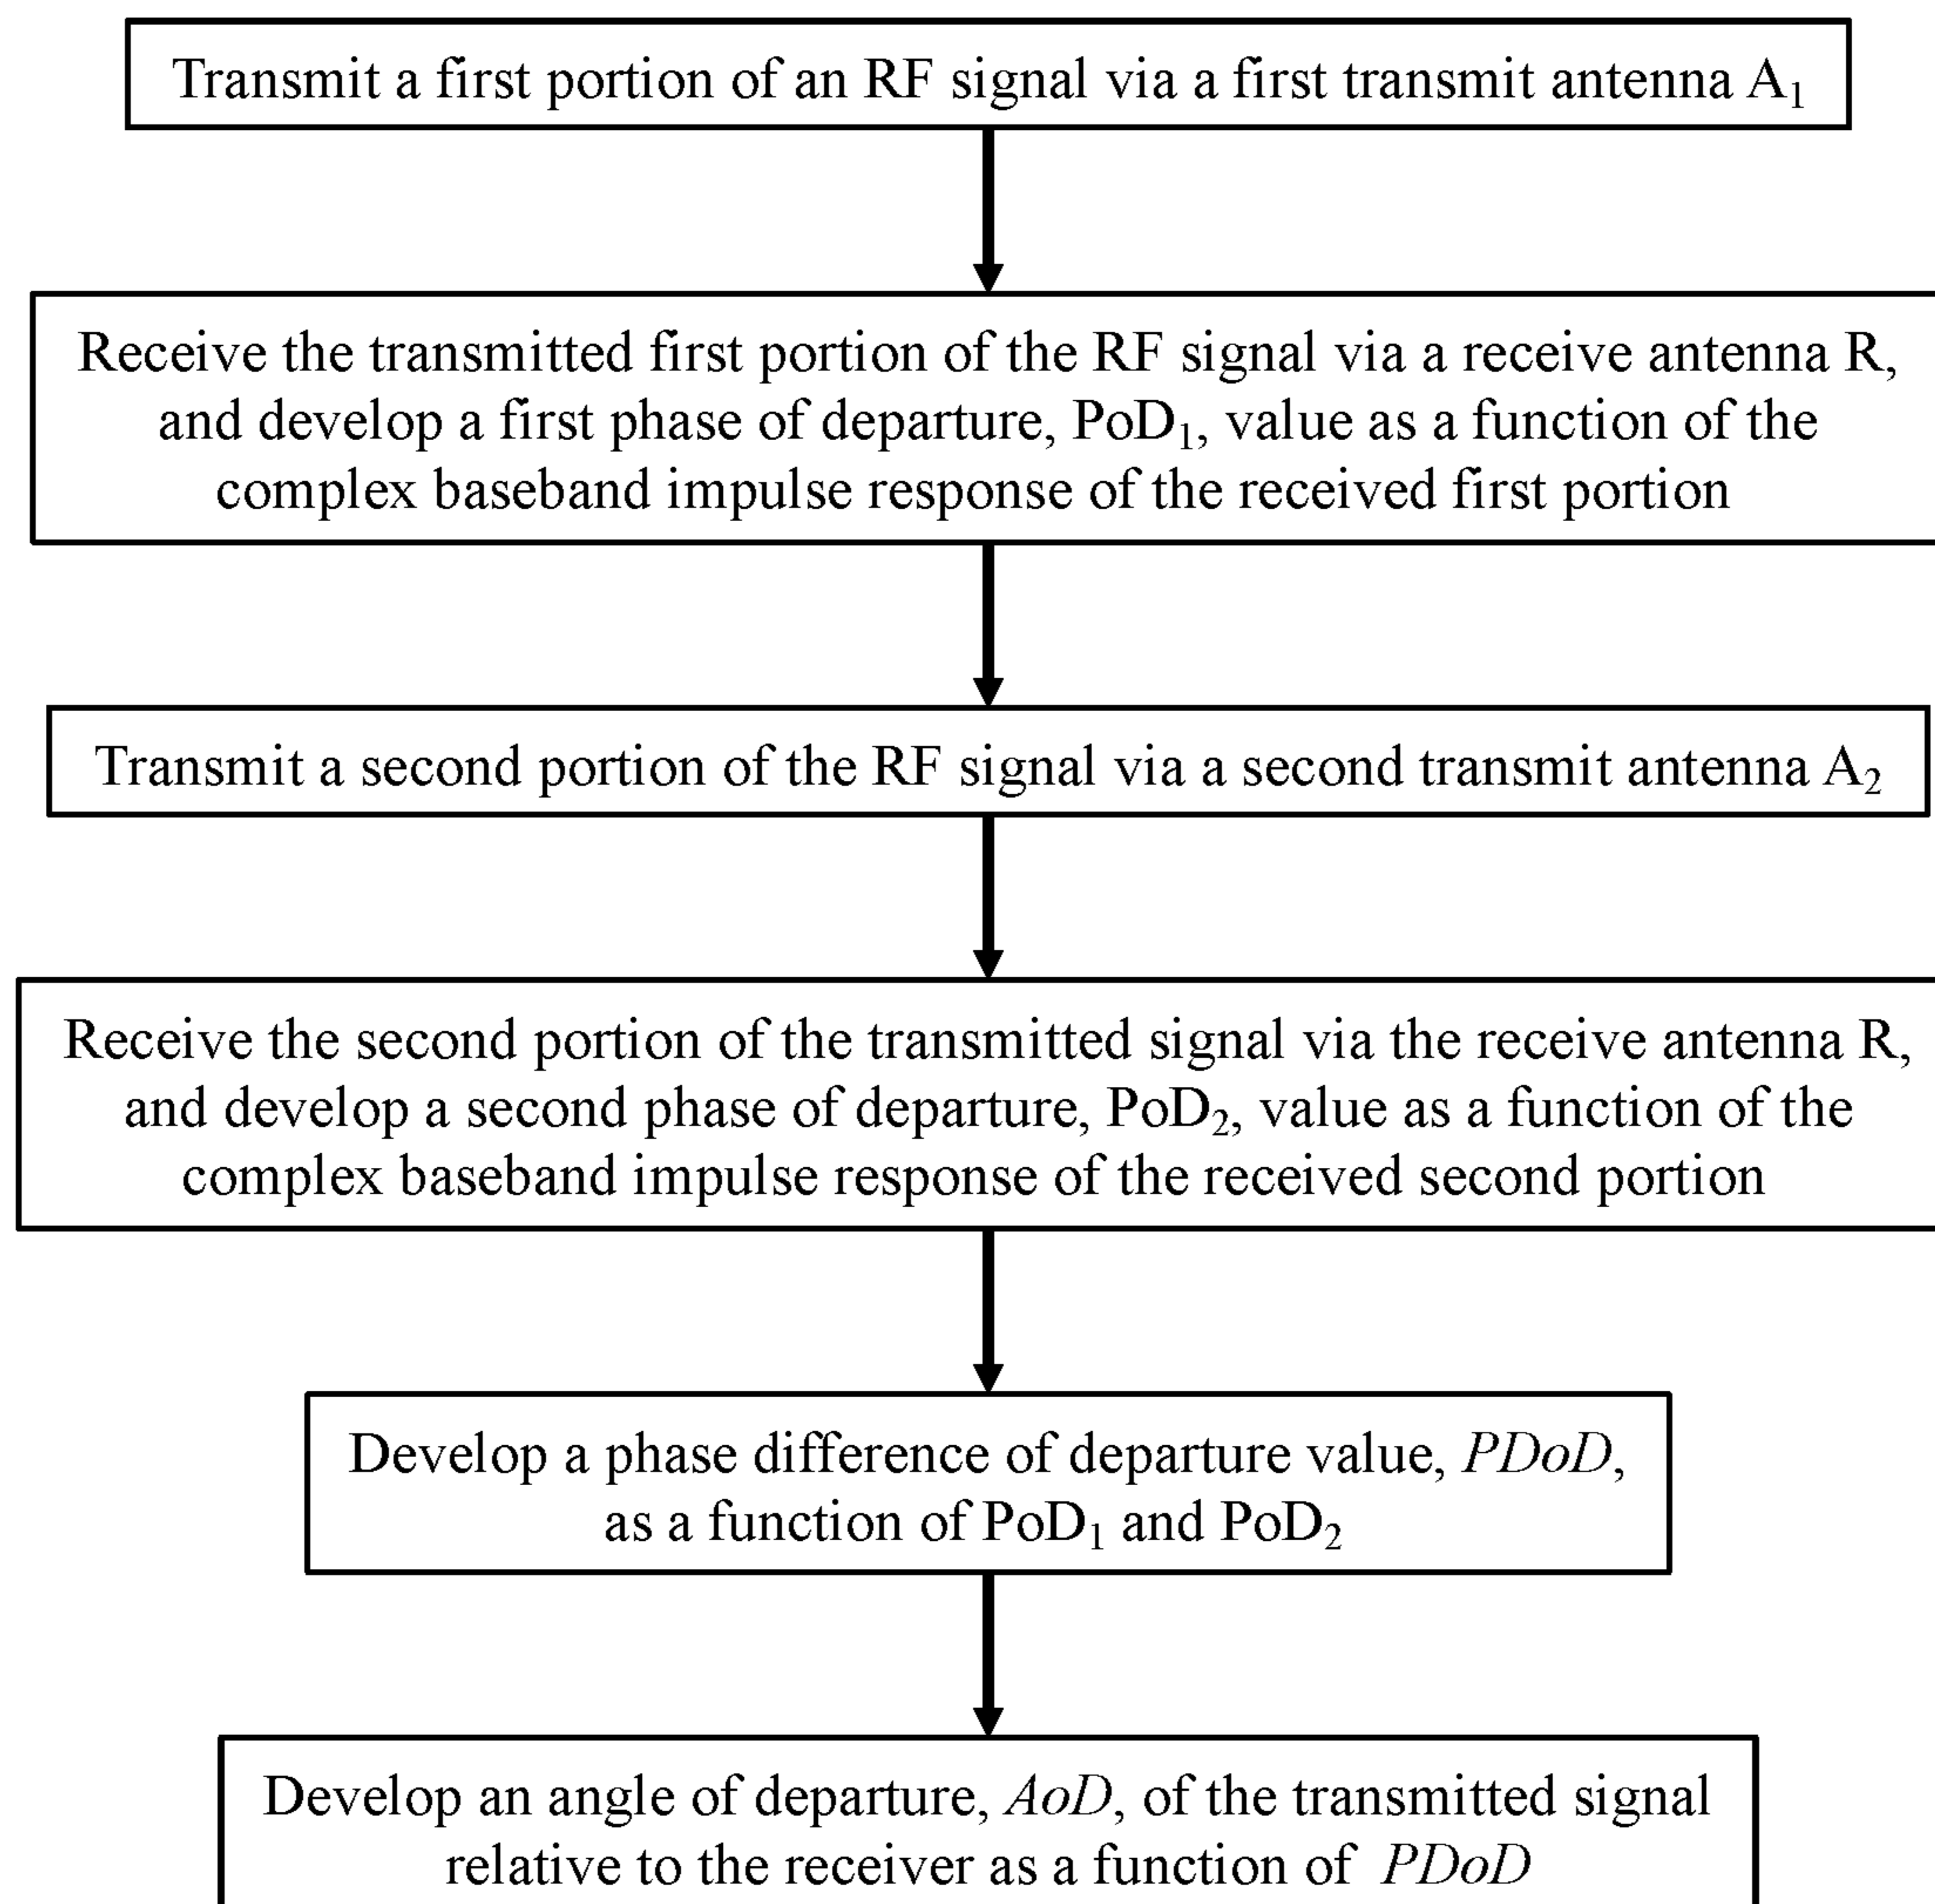 Transmit a first portion of an RF signal via a first transmit antenna A₁
Receive the transmitted first portion of the RF signal via a receive antenna R,
and develop a first phase of departure, PoD₁, value as a function of the
complex baseband impulse response of the received first portion
Transmit a second portion of the RF signal via a second transmit antenna A₂
Receive the second portion of the transmitted signal via the receive antenna R,
and develop a second phase of departure, PoD₂, value as a function of the
complex baseband impulse response of the received second portion
Develop a phase difference of departure value, PDoD,
as a function of PoD₁ and PoD₂
Develop an angle of departure, AoD, of the transmitted signal
relative to the receiver as a function of PDoD